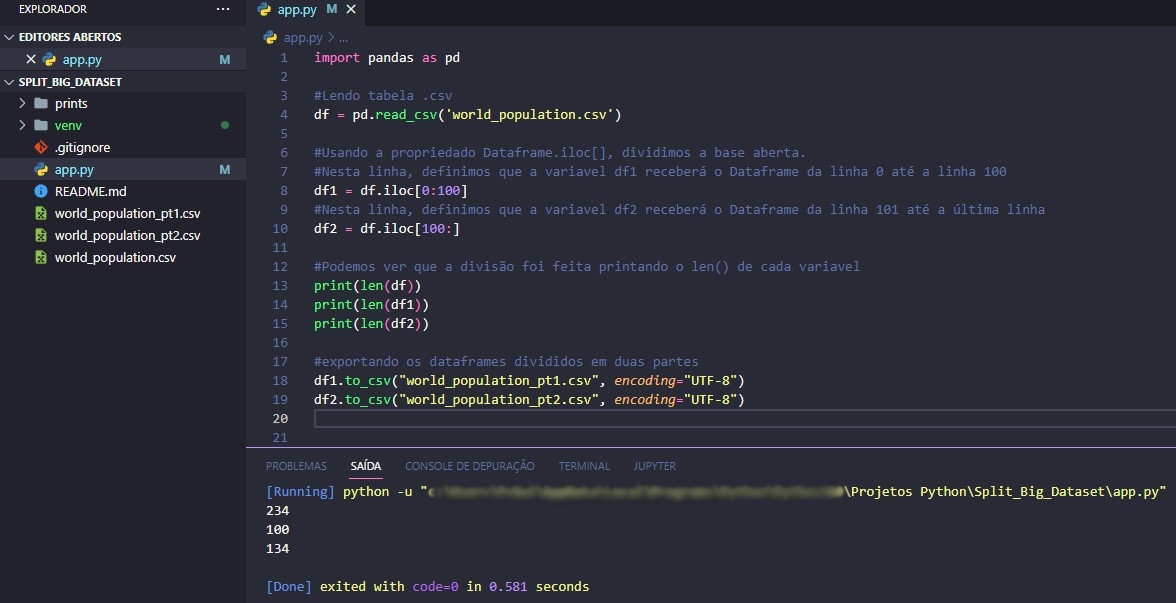 EXPLORADOR ...
EDITORES ABERTOS
app.py M
SPLIT_BIG_DATASET
prints
venv
.gitignore
app.py M
README.md
world_population_pt1.csv
world_population_pt2.csv
world_population.csv
app.py M
app.py > ...
1 import pandas as pd
2
3 #Lendo tabela .csv
4 df = pd.read_csv('world_population.csv')
5
6 #Usando a propriedado Dataframe.iloc[], dividimos a base aberta.
7 #Nesta linha, definimos que a variavel df1 receberá o Dataframe da linha 0 até a linha 100
8 df1 = df.iloc[0:100]
9 #Nesta linha, definimos que a variavel df2 receberá o Dataframe da linha 101 até a última linha
10 df2 = df.iloc[100:]
11
12 #Podemos ver que a divisão foi feita printando o len() de cada variavel
13 print(len(df))
14 print(len(df1))
15 print(len(df2))
16
17 #exportando os dataframes divididos em duas partes
18 df1.to_csv("world_population_pt1.csv", encoding="UTF-8")
19 df2.to_csv("world_population_pt2.csv", encoding="UTF-8")
20
21
PROBLEMAS SAÍDA CONSOLE DE DEPURAÇÃO TERMINAL JUPYTER
[Running] python -u "\Projetos Python\Split_Big_Dataset\app.py"
234
100
134
[Done] exited with code=0 in 0.581 seconds